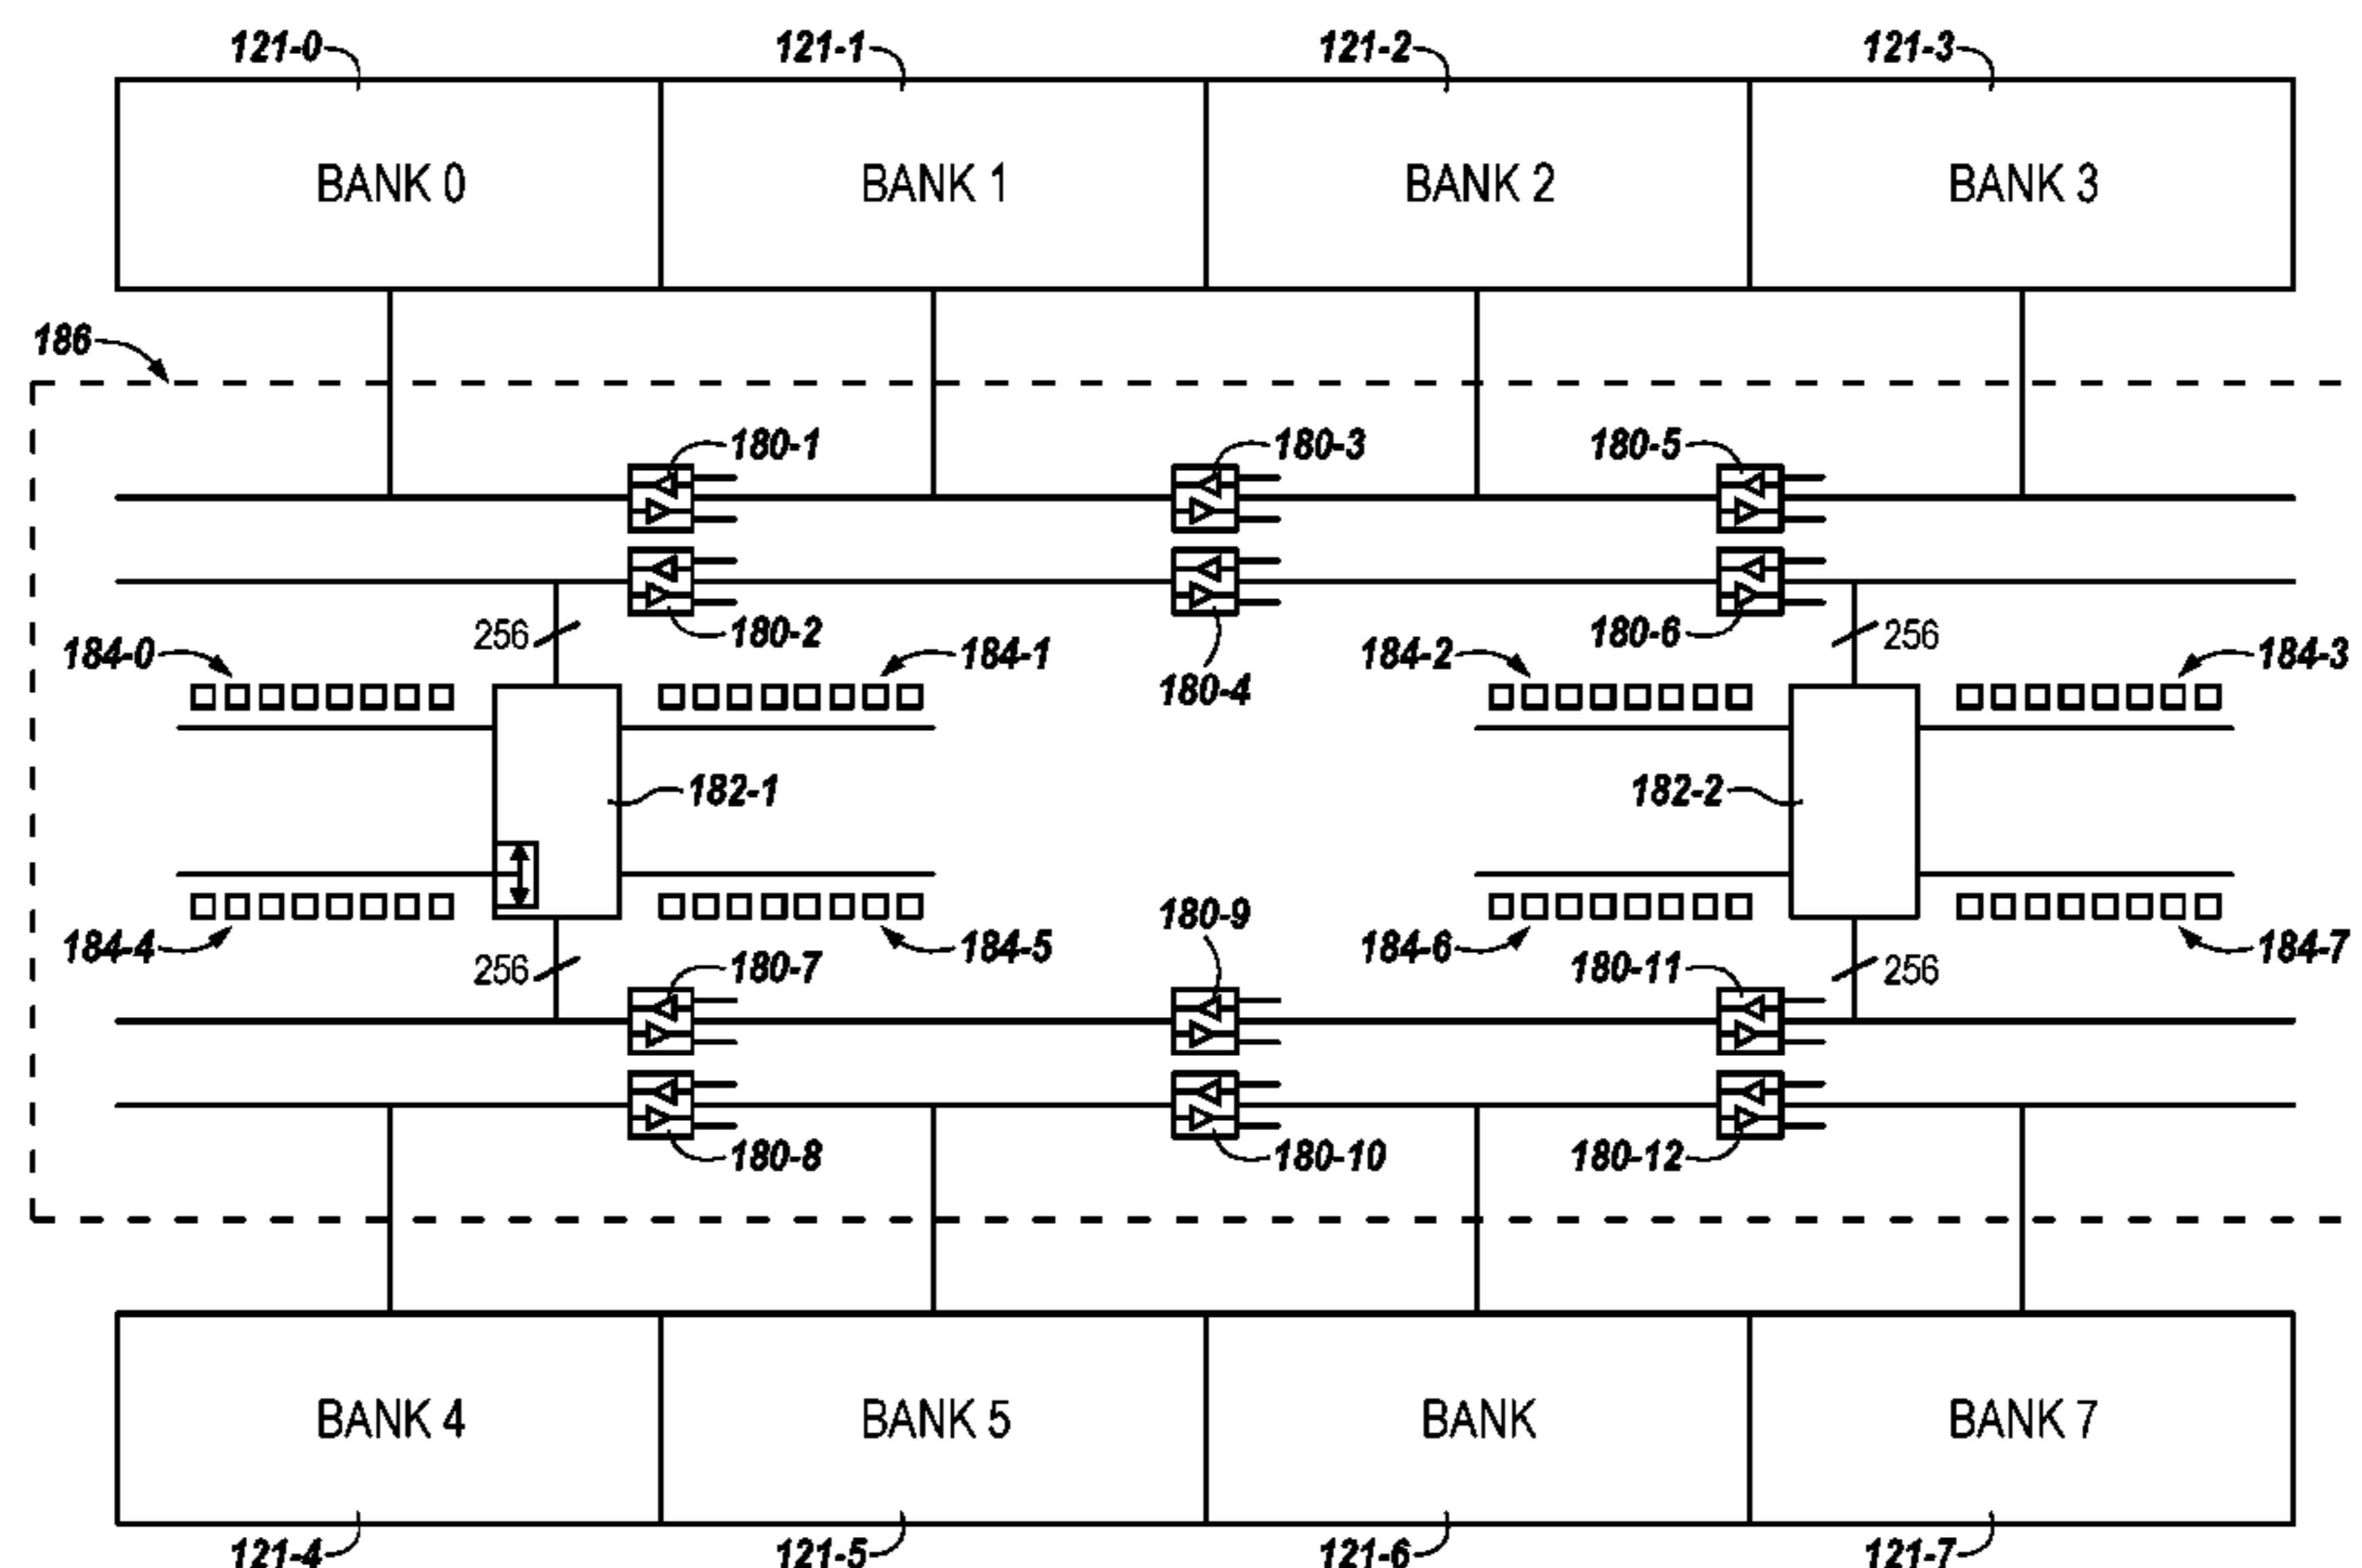 121-0 121-1 121-2 121-3
BANK 0 BANK 1 BANK 2 BANK 3
186
180-1 180-3 180-5
180-2 180-4 180-6
256 256
184-0 184-1 184-2 184-3
182-1 182-2
184-4 184-5 184-6 184-7
180-9
256 256
180-7 180-11
180-8 180-10 180-12
BANK 4 BANK 5 BANK BANK 7
121-4 121-5 121-6 121-7